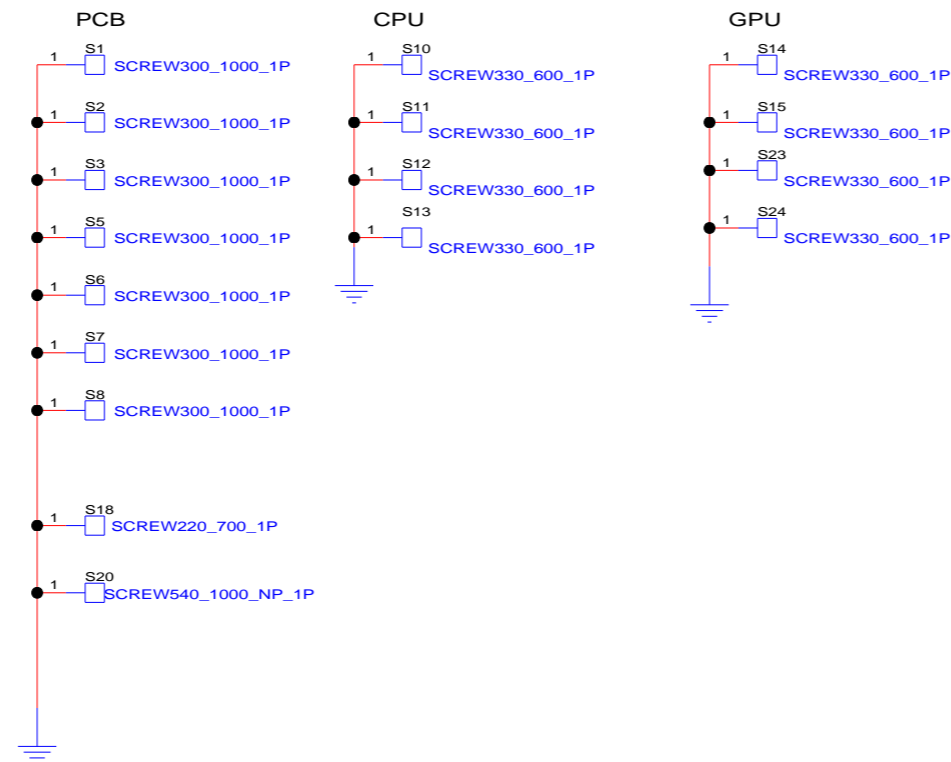 PCB
1
S1
SCREW300_1000_1P
1
S2
SCREW300_1000_1P
1
S3
SCREW300_1000_1P
1
S5
SCREW300_1000_1P
1
S6
SCREW300_1000_1P
1
S7
SCREW300_1000_1P
1
S8
SCREW300_1000_1P
1
S18
SCREW220_700_1P
1
S20
SCREW540_1000_NP_1P
CPU
1
S10
SCREW330_600_1P
1
S11
SCREW330_600_1P
1
S12
SCREW330_600_1P
1
S13
SCREW330_600_1P
GPU
1
S14
SCREW330_600_1P
1
S15
SCREW330_600_1P
1
S23
SCREW330_600_1P
1
S24
SCREW330_600_1P